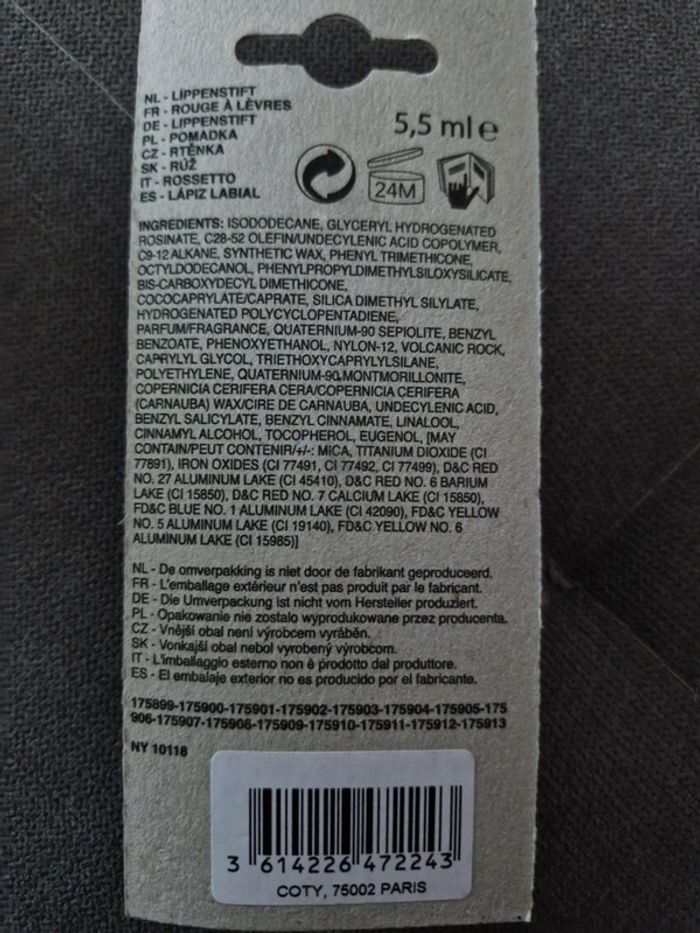 NL - LIPPENSTIFT
FR - ROUGE À LÈVRES
DE - LIPPENSTIFT
PL - POMADKA
CZ - RTĚNKA
SK - RÚŽ
IT - ROSSETTO
ES - LÁPIZ LABIAL
5,5 ml e
24M
INGREDIENTS: ISODODECANE, GLYCERYL HYDROGENATED
ROSINATE, C28-52 OLEFIN/UNDECYLENIC ACID COPOLYMER,
C9-12 ALKANE, SYNTHETIC WAX, PHENYL TRIMETHICONE,
OCTYLDODECANOL, PHENYLPROPYLDIMETHYLSILOXYSILICATE,
BIS-CARBOXYDECYL DIMETHICONE,
COCOCAPRYLATE/CAPRATE, SILICA DIMETHYL SILYLATE,
HYDROGENATED POLYCYCLOPENTADIENE,
PARFUM/FRAGRANCE, QUATERNIUM-90 SEPIOLITE, BENZYL
BENZOATE, PHENOXYETHANOL, NYLON-12, VOLCANIC ROCK,
CAPRYLYL GLYCOL, TRIETHOXYCAPRYLYLSILANE,
POLYETHYLENE, QUATERNIUM-90 MONTMORILLONITE,
COPERNICIA CERIFERA CERA/COPERNICIA CERIFERA
(CARNAUBA) WAX/CIRE DE CARNAUBA, UNDECYLENIC ACID,
BENZYL SALICYLATE, BENZYL CINNAMATE, LINALOOL,
CINNAMYL ALCOHOL, TOCOPHEROL, EUGENOL, [MAY
CONTAIN/PEUT CONTENIR/+/-: MICA, TITANIUM DIOXIDE (CI
77891), IRON OXIDES (CI 77491, CI 77492, CI 77499), D&C RED
NO. 27 ALUMINUM LAKE (CI 45410), D&C RED NO. 6 BARIUM
LAKE (CI 15850), D&C RED NO. 7 CALCIUM LAKE (CI 15850),
FD&C BLUE NO. 1 ALUMINUM LAKE (CI 42090), FD&C YELLOW
NO. 5 ALUMINUM LAKE (CI 19140), FD&C YELLOW NO. 6
ALUMINUM LAKE (CI 15985)]
NL - De omverpakking is niet door de fabrikant geproduceerd.
FR - L'emballage extérieur n'est pas produit par le fabricant.
DE - Die Umverpackung ist nicht vom Hersteller produziert.
PL - Opakowanie nie zostało wyprodukowane przez producenta.
CZ - Vnější obal není výrobcem vyráběn.
SK - Vonkajší obal nebol vyrobený výrobcom.
IT - L'imballaggio esterno non è prodotto dal produttore.
ES - El embalaje exterior no es producido por el fabricante.
175899-175900-175901-175902-175903-175904-175905-175
906-175907-175908-175909-175910-175911-175912-175913
NY 10118
3 614226 472243
COTY, 75002 PARIS